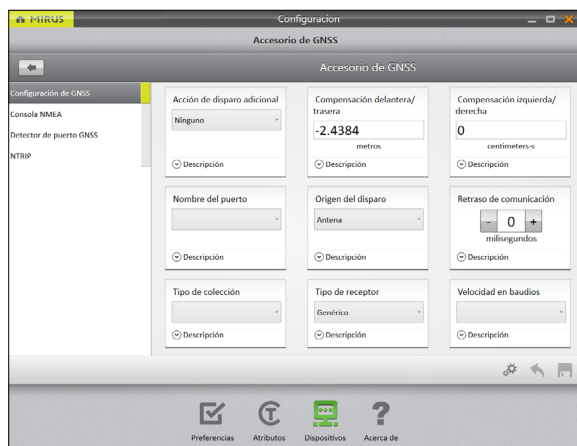 MIRUS
Configuracion
Accesorio de GNSS
Accesorio de GNSS
Configuración de GNSS
Consola NMEA
Detector de puerto GNSS
NTRIP
Acción de disparo adicional
Ninguno
Descripción
Compensación delantera/
trasera
-2.4384
metros
Descripción
Compensación izquierda/
derecha
0
centimeters-s
Descripción
Nombre del puerto
Descripción
Origen del disparo
Antena
Descripción
Retraso de comunicación
- 0 +
milisegundos
Descripción
Tipo de colección
Descripción
Tipo de receptor
Genérico
Descripción
Velocidad en baudios
Descripción
Preferencias
Atributos
Dispositivos
Acerca de